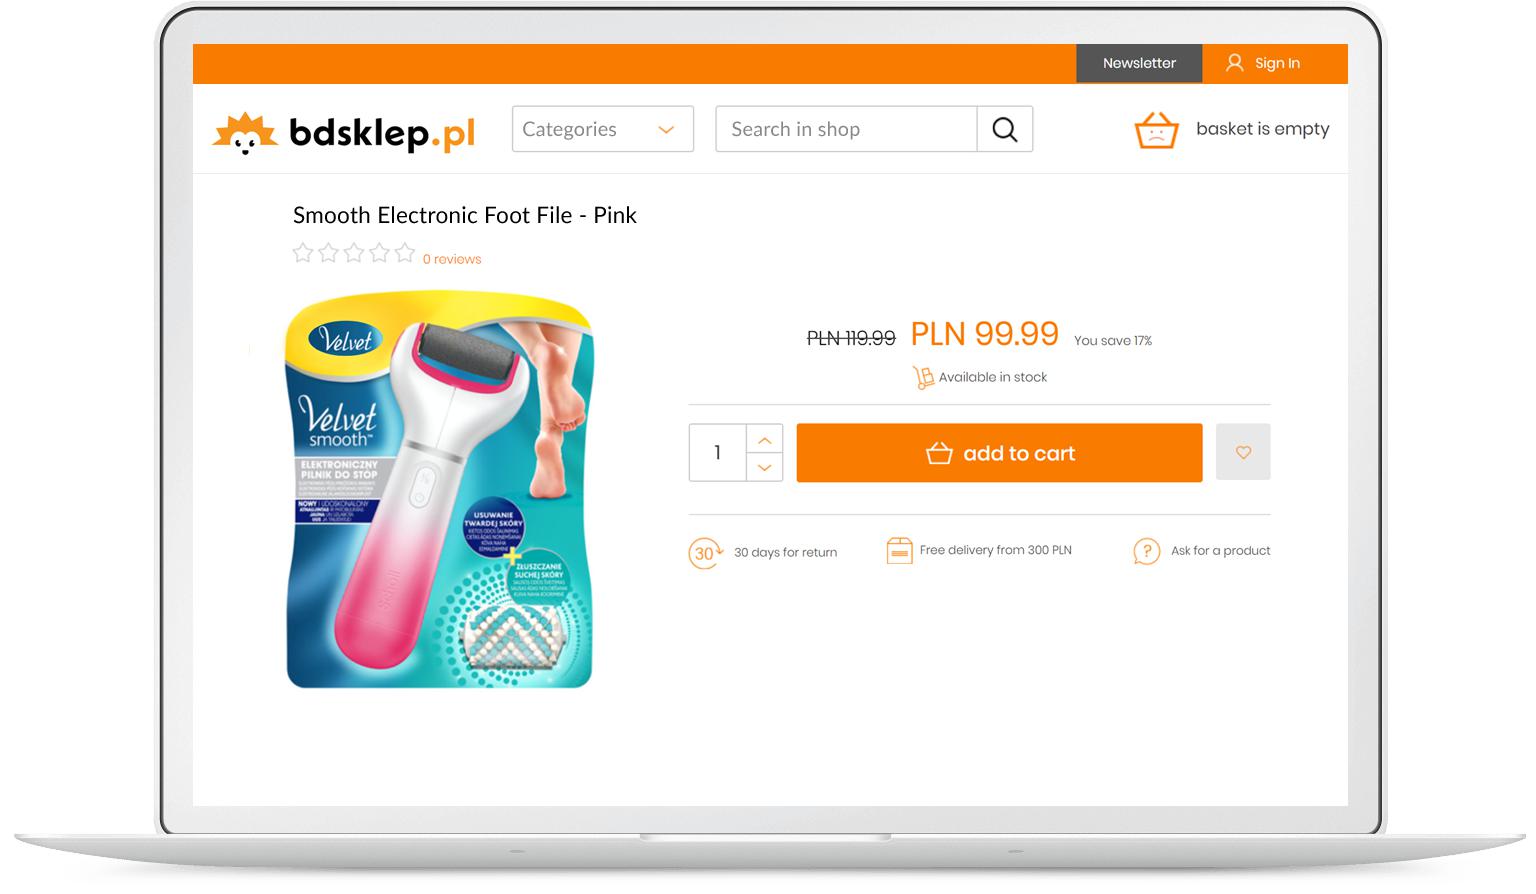 Newsletter
Sign In
bdsklep.pl
Categories
Search in shop
basket is empty
Smooth Electronic Foot File - Pink
0 reviews
Velvet
Velvet
smooth™
ELEKTRONICZNY
PILNIK DO STOP
NOWY I UDOSKONALONY
USUWANIE
TWARDEJ SKÓRY
ZŁUSZCZANIE
SUCHEJ SKÓRY
Scholl
PLN 119.99 PLN 99.99 You save 17%
Available in stock
1
add to cart
30 30 days for return
Free delivery from 300 PLN
? Ask for a product